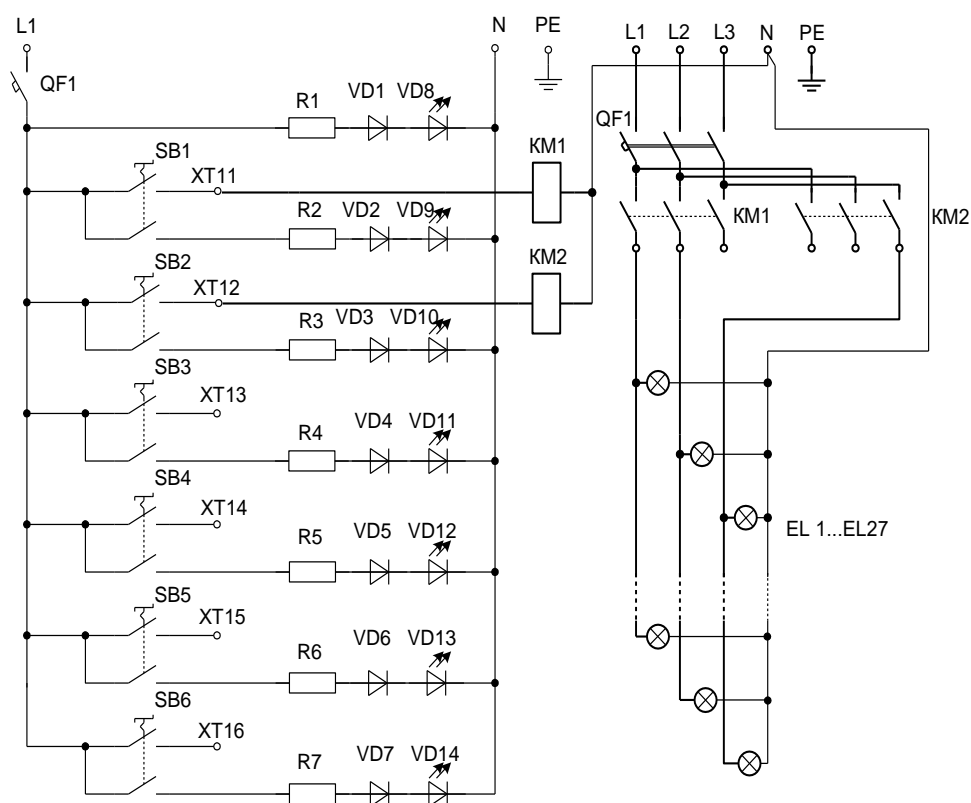 L1 N PE L1 L2 L3 N PE
QF1
R1 VD1 VD8
QF1
SB1
XT11
KM1
R2 VD2 VD9
KM1
KM2
SB2
XT12
KM2
R3 VD3 VD10
SB3
XT13
R4 VD4 VD11
SB4
XT14
R5 VD5 VD12
EL 1...EL27
SB5
XT15
R6 VD6 VD13
SB6
XT16
R7 VD7 VD14